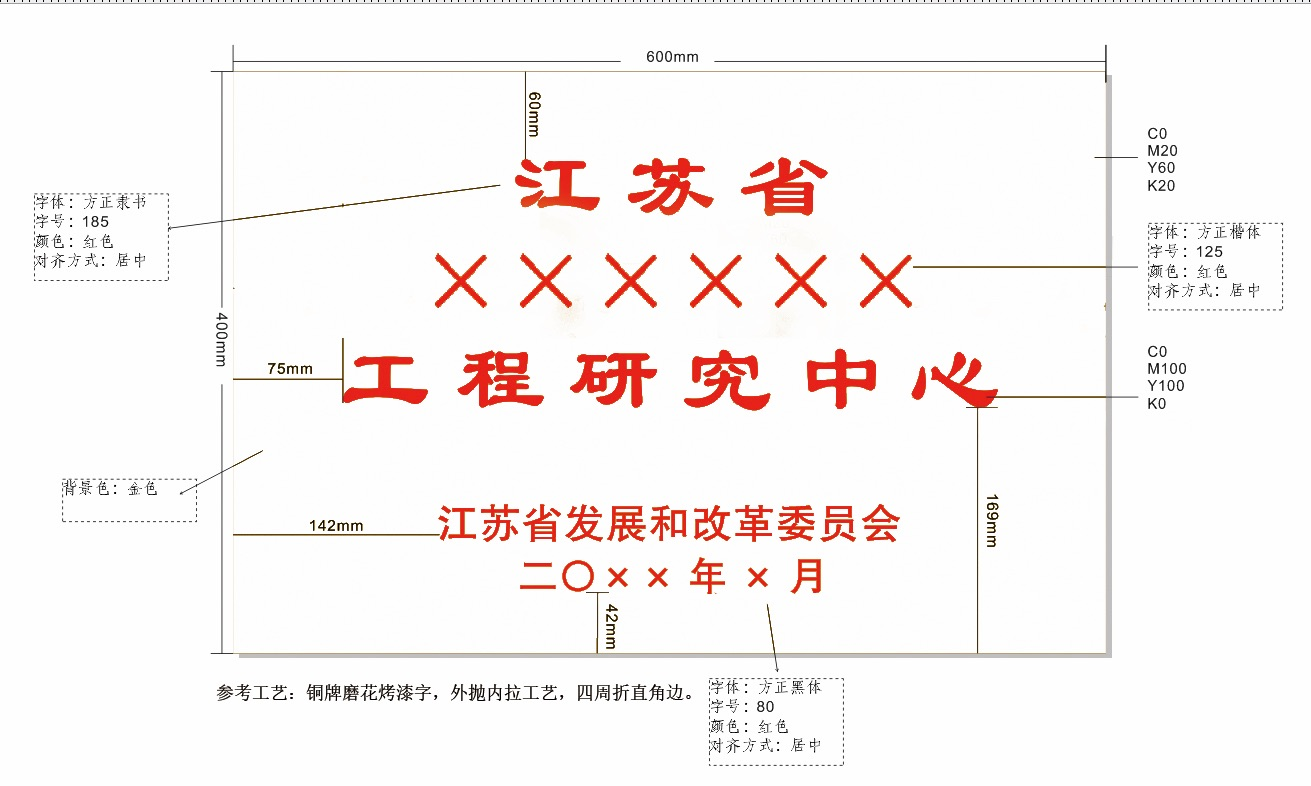 600mm
60mm
C0
M20
Y60
K20
江苏省
字体：方正隶书
字号：185
颜色：红色
对齐方式：居中
××××××
字体：方正楷体
字号：125
颜色：红色
对齐方式：居中
400mm
75mm
工程研究中心
C0
M100
Y100
K0
背景色：金色
142mm
江苏省发展和改革委员会
169mm
二〇××年×月
42mm
参考工艺：铜牌磨花烤漆字，外抛内拉工艺，四周折直角边。
字体：方正黑体
字号：80
颜色：红色
对齐方式：居中